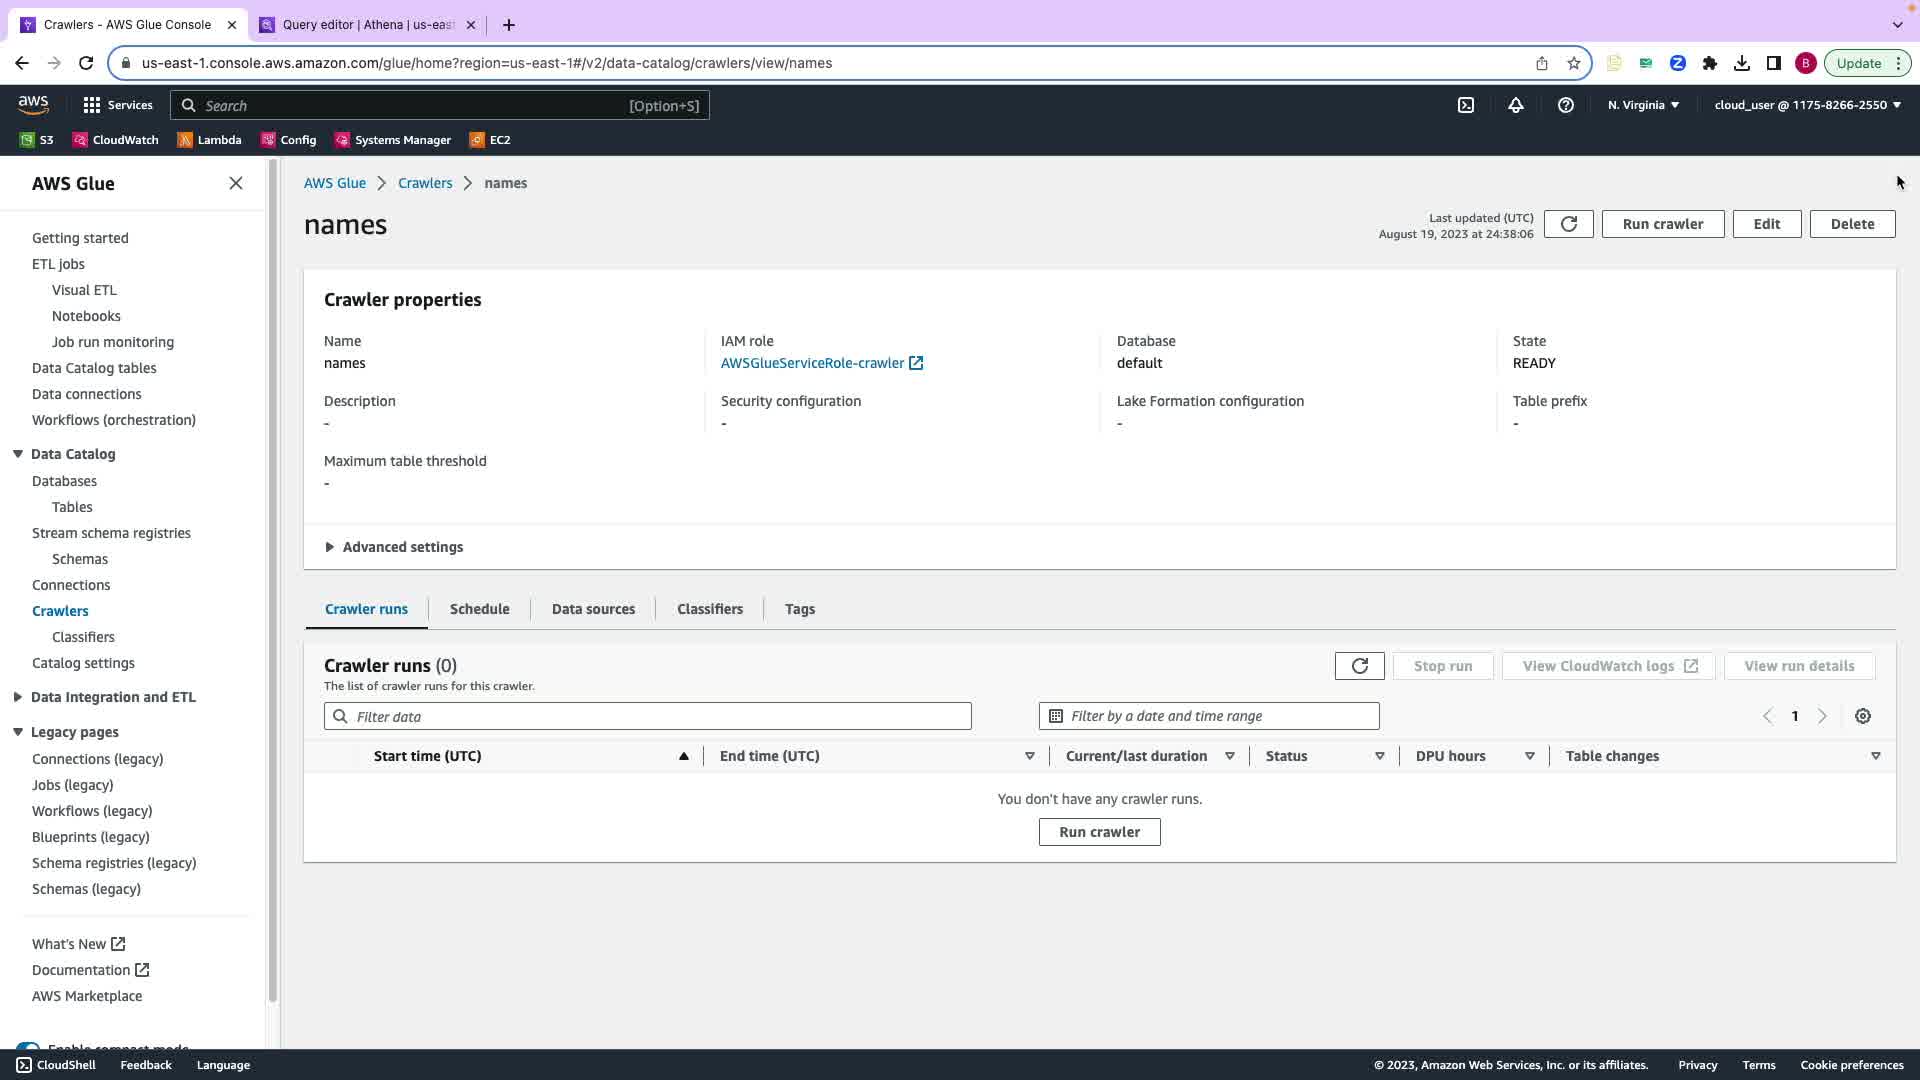 Crawlers - AWS Glue Console
Query editor | Athena | us-east
us-east-1.console.aws.amazon.com/glue/home?region=us-east-1#/v2/data-catalog/crawlers/view/names
B
Update
aws
Services
Search
[Option+S]
N. Virginia
cloud_user @ 1175-8266-2550
S3
CloudWatch
Lambda
Config
Systems Manager
EC2
AWS Glue
Getting started
ETL jobs
Visual ETL
Notebooks
Job run monitoring
Data Catalog tables
Data connections
Workflows (orchestration)
Data Catalog
Databases
Tables
Stream schema registries
Schemas
Connections
Crawlers
Classifiers
Catalog settings
Data Integration and ETL
Legacy pages
Connections (legacy)
Jobs (legacy)
Workflows (legacy)
Blueprints (legacy)
Schema registries (legacy)
Schemas (legacy)
What's New
Documentation
AWS Marketplace
Enable compact mode
AWS Glue > Crawlers > names
names
Last updated (UTC)
August 19, 2023 at 24:38:06
Run crawler
Edit
Delete
Crawler properties
Name
names
IAM role
AWSGlueServiceRole-crawler
Database
default
State
READY
Description
-
Security configuration
-
Lake Formation configuration
-
Table prefix
-
Maximum table threshold
-
Advanced settings
Crawler runs
Schedule
Data sources
Classifiers
Tags
Crawler runs (0)
The list of crawler runs for this crawler.
Stop run
View CloudWatch logs
View run details
Filter data
Filter by a date and time range
1
Start time (UTC)
End time (UTC)
Current/last duration
Status
DPU hours
Table changes
You don't have any crawler runs.
Run crawler
CloudShell
Feedback
Language
© 2023, Amazon Web Services, Inc. or its affiliates.
Privacy
Terms
Cookie preferences